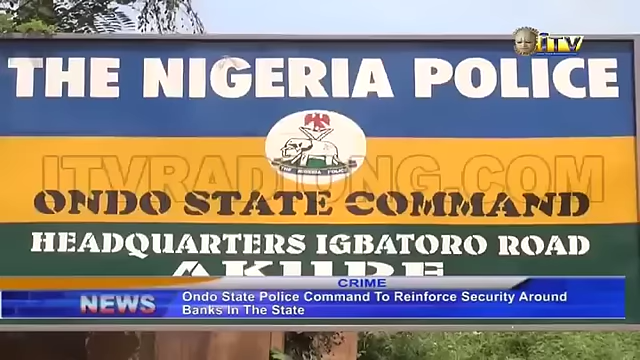 iTV
THE NIGERIA POLICE
THE NIGERIA POLICE
ITVRADIONG.COM
ONDO STATE COMMAND
HEADQUARTERS IGBATORO ROAD
AKURE
CRIME
NEWS
Ondo State Police Command To Reinforce Security Around
Banks In The State